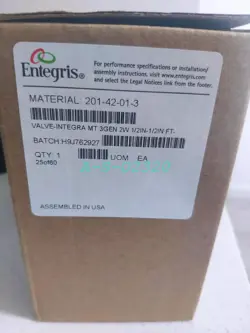 Entegris®
For performance specifications or installation/
assembly instructions, visit www.entegris.com and
select the Legal Notices link from the footer.
MATERIAL: 201-42-01-3
VALVE-INTEGRA MT 3GEN 2W 1/2IN-1/2IN FT-
BATCH:H9J762927
QTY: 1
UOM EA
25of60
ASSEMBLED IN USA